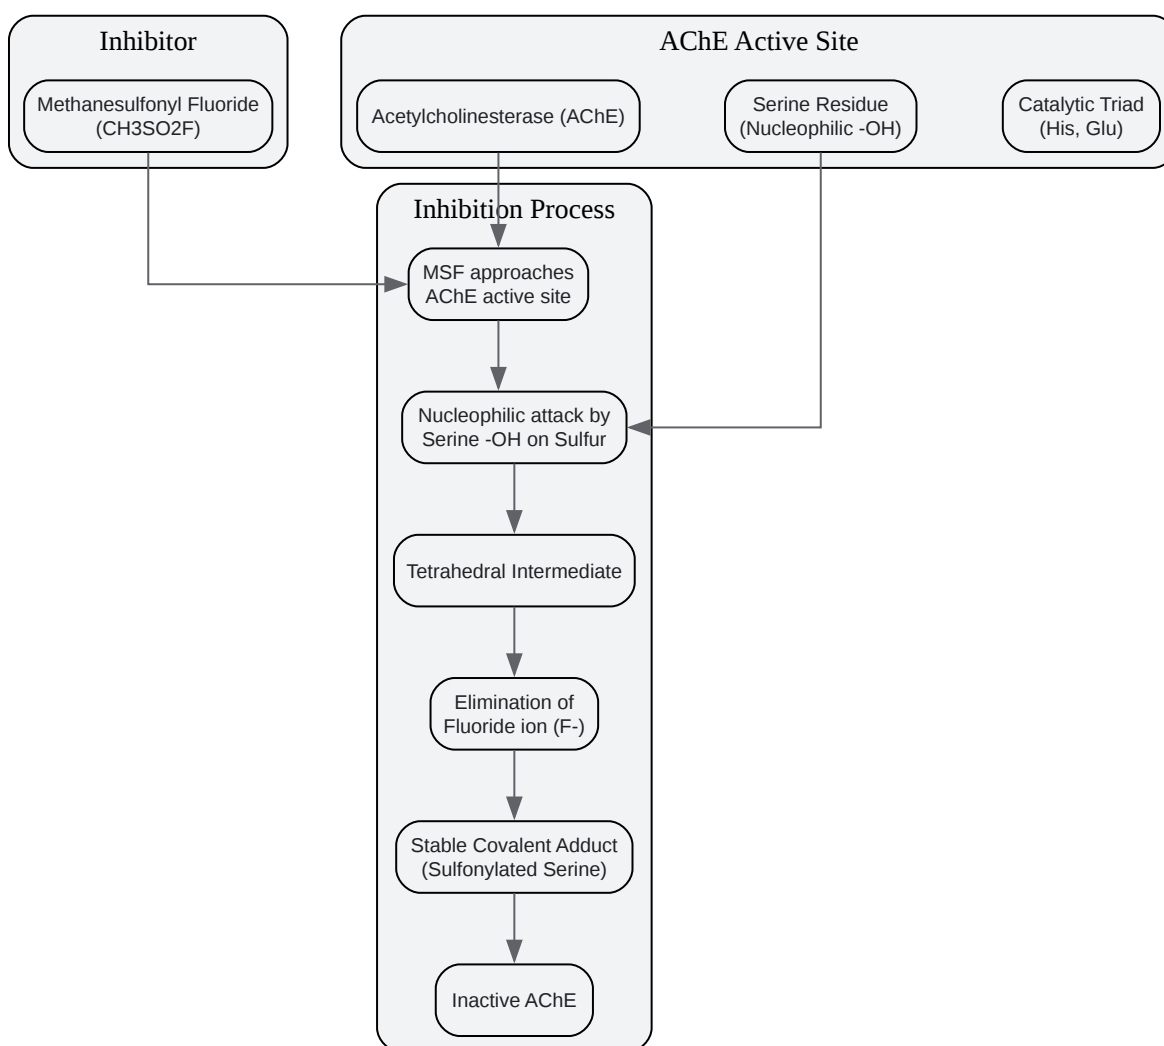 Inhibitor
AChE Active Site
Methanesulfonyl Fluoride
(CH3SO2F)
Acetylcholinesterase (AChE)
Serine Residue
(Nucleophilic -OH)
Catalytic Triad
(His, Glu)
Inhibition Process
MSF approaches
AChE active site
Nucleophilic attack by
Serine -OH on Sulfur
Tetrahedral Intermediate
Elimination of
Fluoride ion (F-)
Stable Covalent Adduct
(Sulfonylated Serine)
Inactive AChE